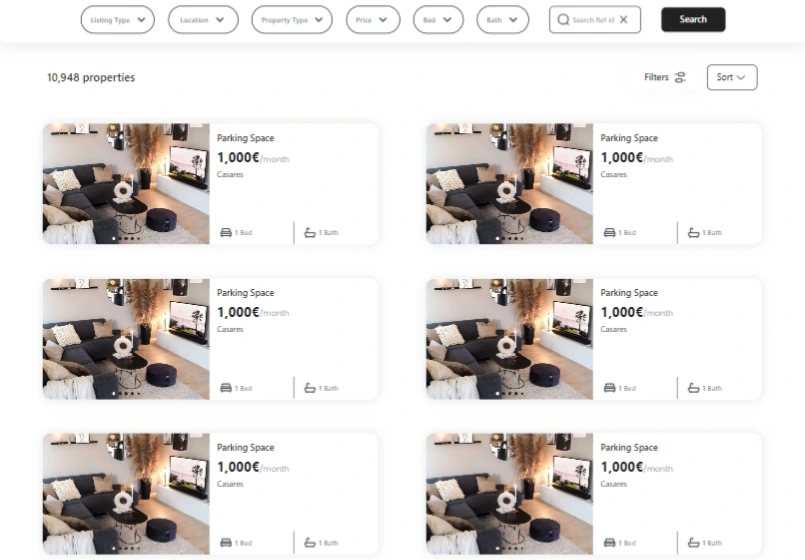 Listing Type
Location
Property Type
Price
Bed
Bath
Search Ref Id
Search
10,948 properties
Filters
Sort
Parking Space
1,000€/month
Casares
1 Bed
1 Bath
Parking Space
1,000€/month
Casares
1 Bed
1 Bath
Parking Space
1,000€/month
Casares
1 Bed
1 Bath
Parking Space
1,000€/month
Casares
1 Bed
1 Bath
Parking Space
1,000€/month
Casares
1 Bed
1 Bath
Parking Space
1,000€/month
Casares
1 Bed
1 Bath